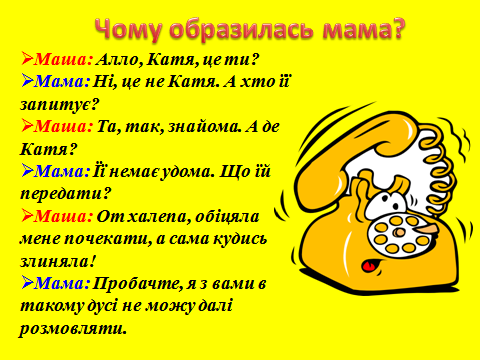 Чому образилась мама?
➢Маша: Алло, Катя, це ти?
➢Мама: Ні, це не Катя. А хто її
запитує?
➢Маша: Та, так, знайома. А де
Катя?
➢Мама: Її немає удома. Що їй
передати?
➢Маша: От халепа, обіцяла
мене почекати, а сама кудись
злиняла!
➢Мама: Пробачте, я з вами в
такому дусі не можу далі
розмовляти.